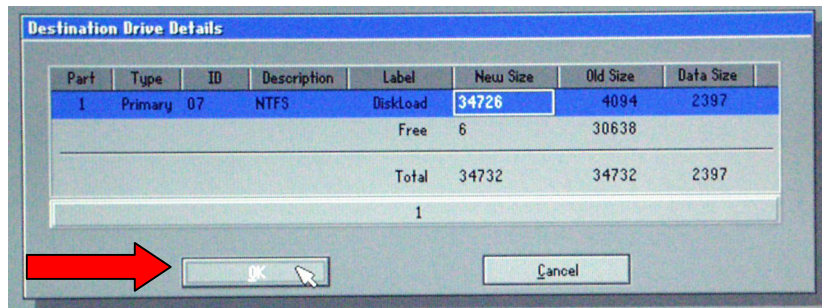 Destination Drive Details
Part Type ID Description Label New Size Old Size Data Size
1 Primary 07 NTFS DiskLoad 34726 4094 2397
Free 6 30638
Total 34732 34732 2397
1
OK Cancel